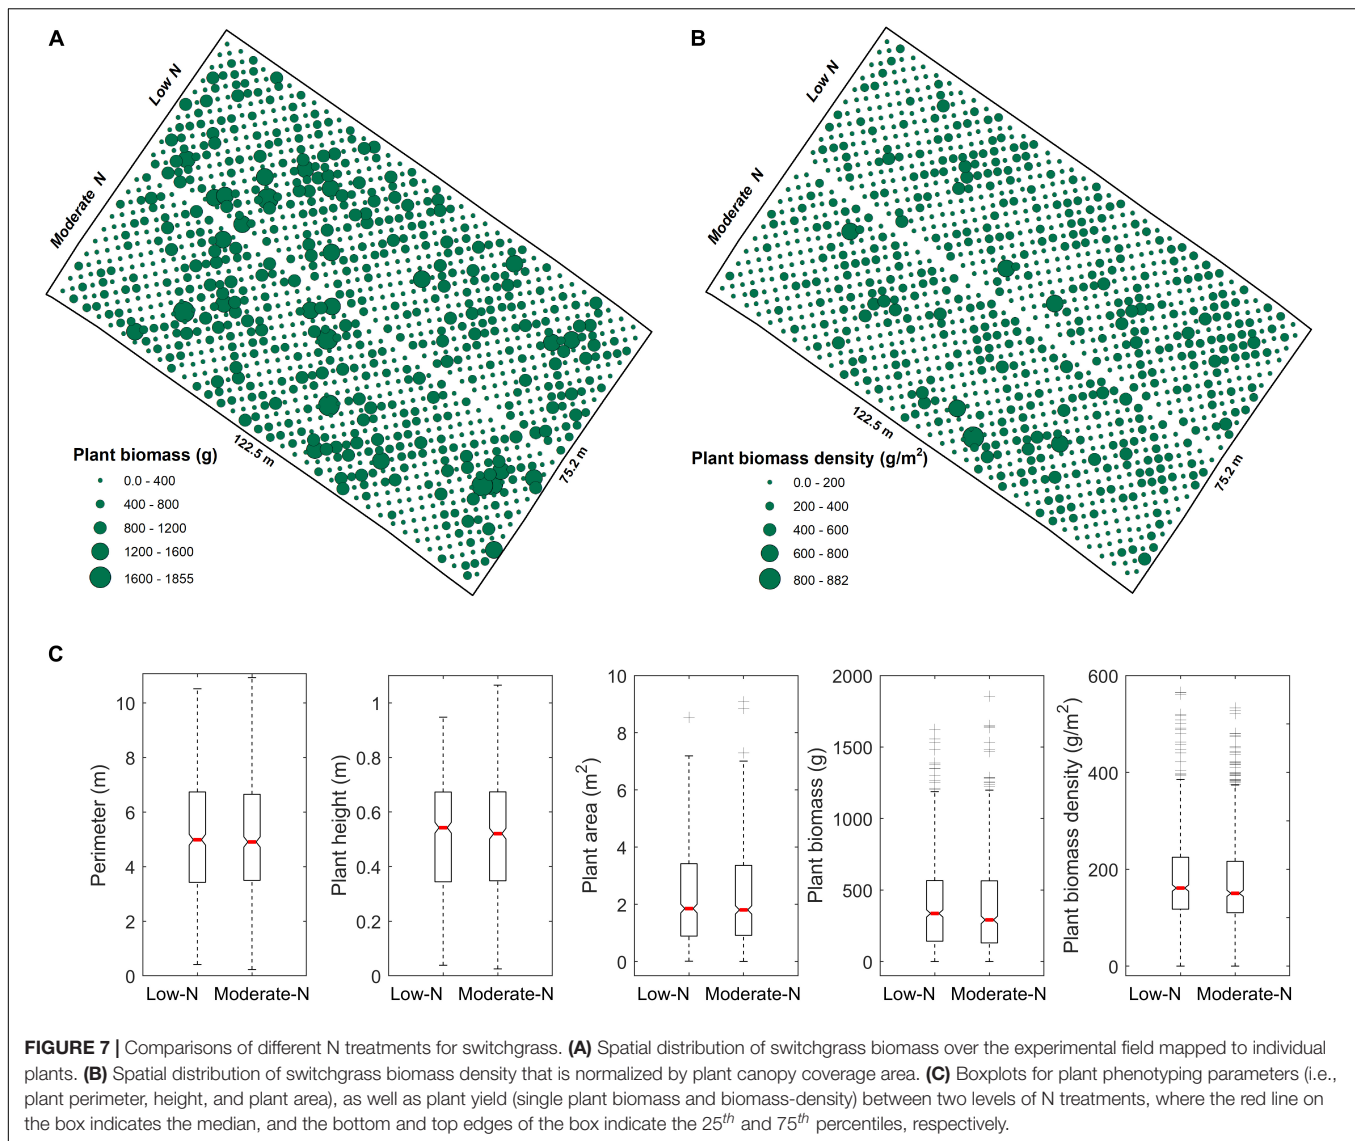 A
Low N
Moderate N
122.5 m
75.2 m
Plant biomass (g)
0.0 - 400
400 - 800
800 - 1200
1200 - 1600
1600 - 1855
B
Low N
Moderate N
122.5 m
75.2 m
Plant biomass density (g/m²)
0.0 - 200
200 - 400
400 - 600
600 - 800
800 - 882
C
Perimeter (m)
10
8
6
4
2
0
Low-N Moderate-N
Plant height (m)
1
0.8
0.6
0.4
0.2
0
Low-N Moderate-N
Plant area (m²)
10
8
6
4
2
0
Low-N Moderate-N
Plant biomass (g)
2000
1500
1000
500
0
Low-N Moderate-N
Plant biomass density (g/m²)
600
400
200
0
Low-N Moderate-N
FIGURE 7 | Comparisons of different N treatments for switchgrass. (A) Spatial distribution of switchgrass biomass over the experimental field mapped to individual
plants. (B) Spatial distribution of switchgrass biomass density that is normalized by plant canopy coverage area. (C) Boxplots for plant phenotyping parameters (i.e.,
plant perimeter, height, and plant area), as well as plant yield (single plant biomass and biomass-density) between two levels of N treatments, where the red line on
the box indicates the median, and the bottom and top edges of the box indicate the 25th and 75th percentiles, respectively.